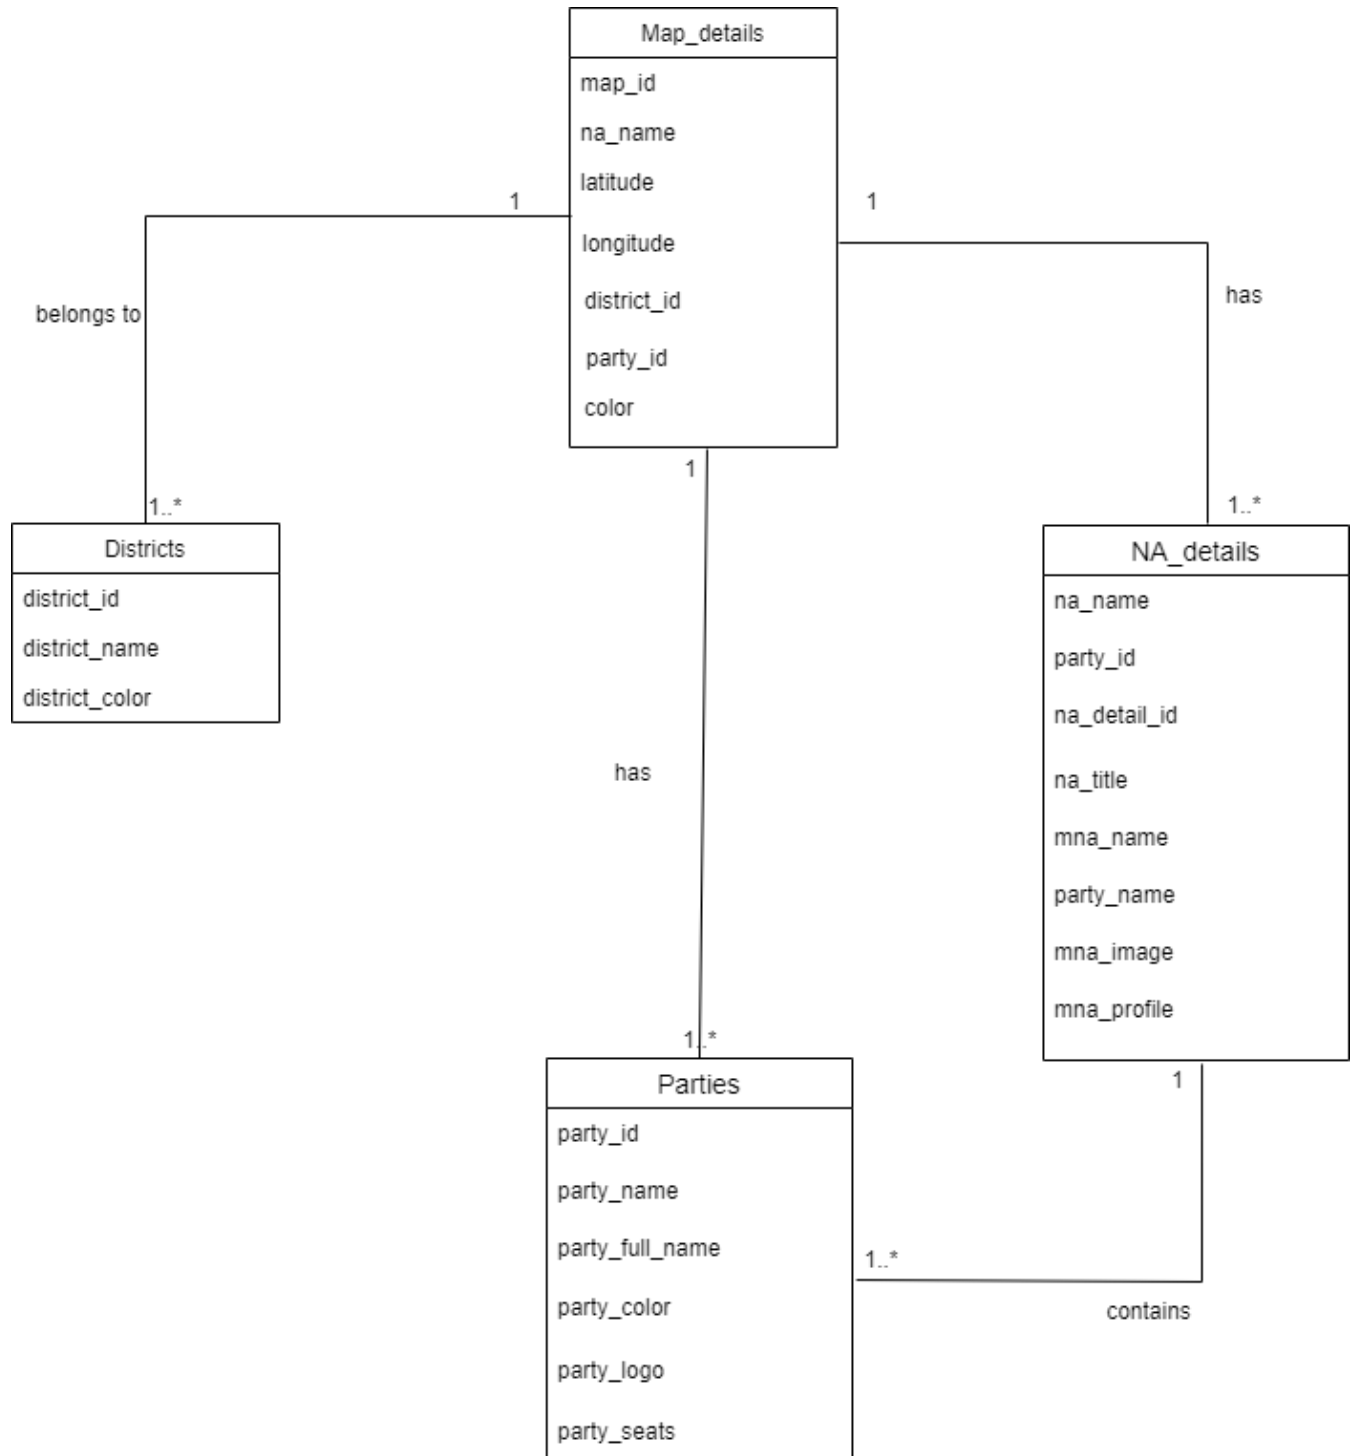 Map_details
map_id
na_name
latitude
longitude
district_id
party_id
color
1
1
belongs to
has
1
1..*
1..*
Districts
district_id
district_name
district_color
NA_details
na_name
party_id
na_detail_id
na_title
mna_name
party_name
mna_image
mna_profile
has
1..*
1
Parties
party_id
party_name
party_full_name
party_color
party_logo
party_seats
1..*
contains